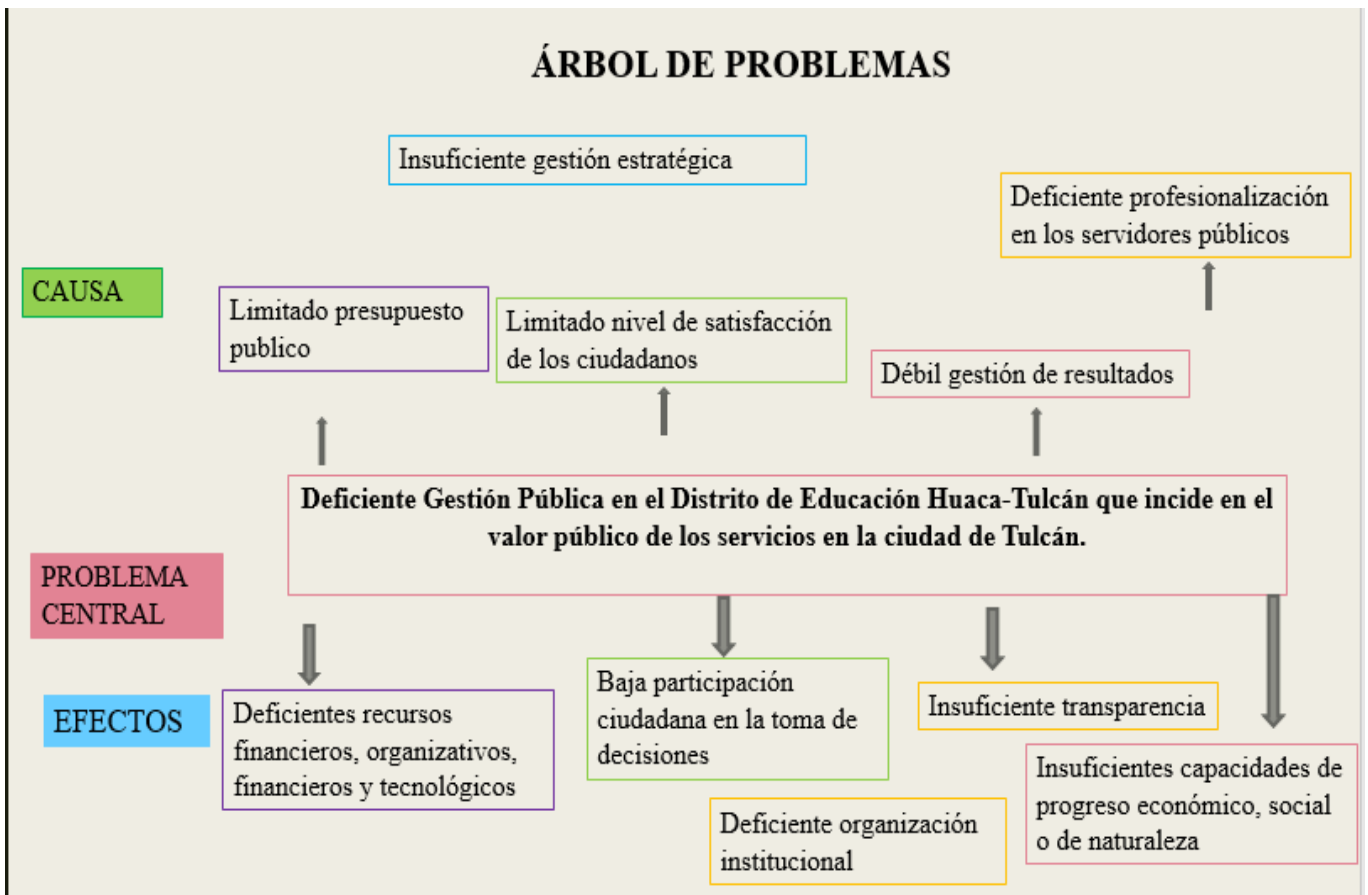 ÁRBOL DE PROBLEMAS
Insuficiente gestión estratégica
Deficiente profesionalización
en los servidores públicos
CAUSA
Limitado presupuesto
publico
Limitado nivel de satisfacción
de los ciudadanos
Débil gestión de resultados
Deficiente Gestión Pública en el Distrito de Educación Huaca-Tulcán que incide en el
valor público de los servicios en la ciudad de Tulcán.
PROBLEMA
CENTRAL
EFECTOS
Deficientes recursos
financieros, organizativos,
financieros y tecnológicos
Baja participación
ciudadana en la toma de
decisiones
Insuficiente transparencia
Insuficientes capacidades de
progreso económico, social
o de naturaleza
Deficiente organización
institucional